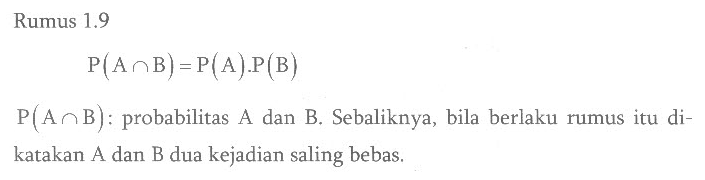 Rumus 1.9
P(A∩B)=P(A).P(B)
P(A∩B): probabilitas A dan B. Sebaliknya, bila berlaku rumus itu di-
katakan A dan B dua kejadian saling bebas.